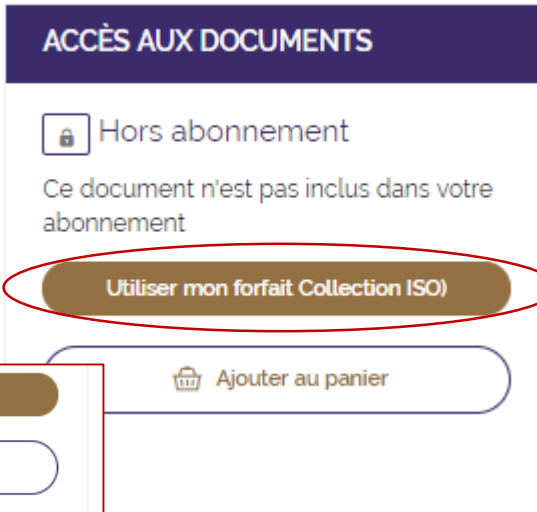 ACCÈS AUX DOCUMENTS
Hors abonnement
Ce document n'est pas inclus dans votre
abonnement
Utiliser mon forfait Collection ISO)
Ajouter au panier